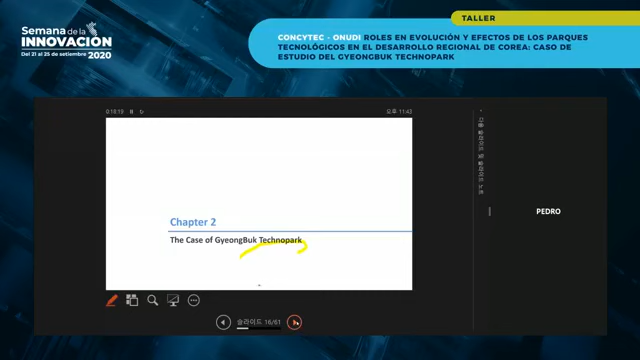 Semana de la
INNOVACIÓN
Del 21 al 25 de setiembre 2020
TALLER
CONCYTEC - ONUDI ROLES EN EVOLUCIÓN Y EFECTOS DE LOS PARQUES
TECNOLÓGICOS EN EL DESARROLLO REGIONAL DE COREA: CASO DE
ESTUDIO DEL GYEONGBUK TECHNOPARK
0:18:19
오후 11:43
Chapter 2
The Case of GyeongBuk Technopark
슬라이드 16/61
PEDRO